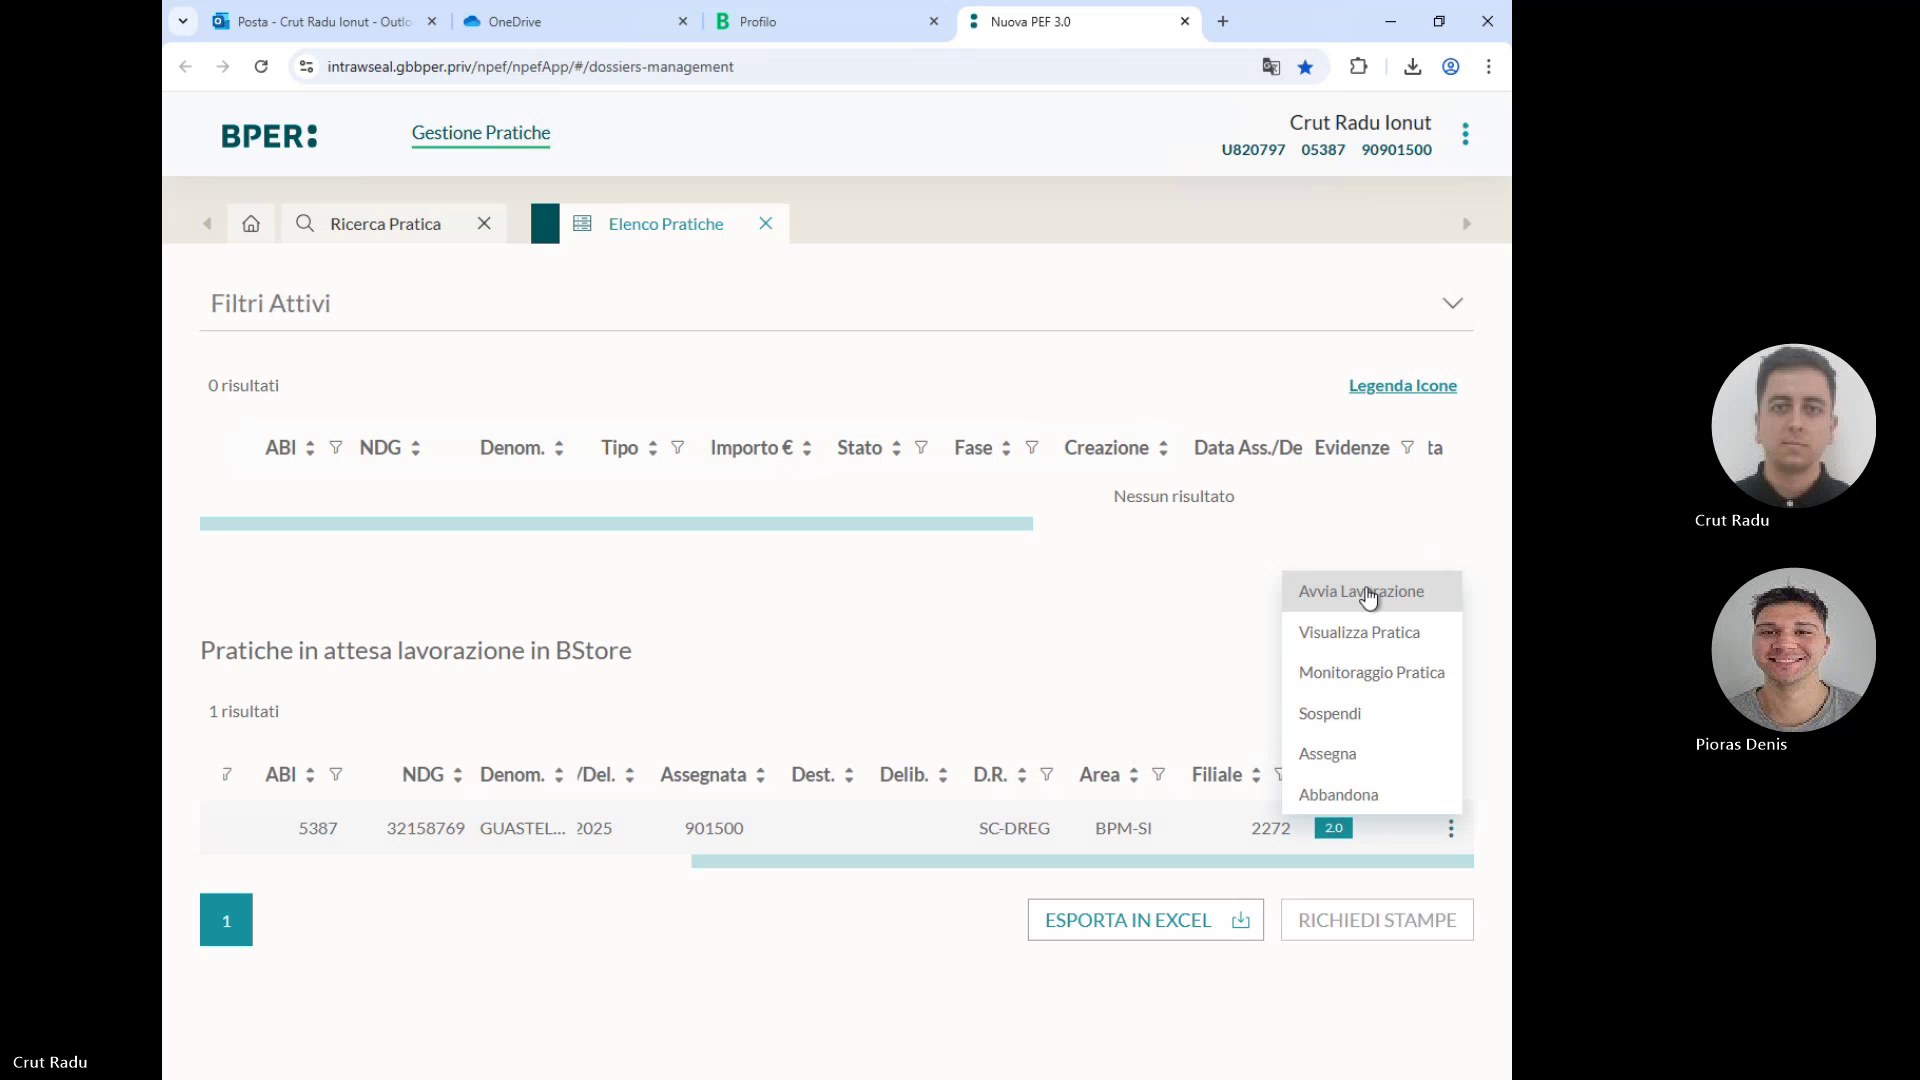 Posta - Crut Radu Ionut - Outlo
OneDrive
Profilo
Nuova PEF 3.0
intrawseal.gbbper.priv/npef/npefApp/#/dossiers-management
BPER:
Gestione Pratiche
Crut Radu Ionut
U820797 05387 90901500
Ricerca Pratica
Elenco Pratiche
Filtri Attivi
0 risultati
Legenda Icone
ABI NDG Denom. Tipo Importo € Stato Fase Creazione Data Ass./De Evidenze ta
Nessun risultato
Avvia Lavorazione
Visualizza Pratica
Monitoraggio Pratica
Sospendi
Assegna
Abbandona
Pratiche in attesa lavorazione in BStore
1 risultati
ABI NDG Denom. /Del. Assegnata Dest. Delib. D.R. Area Filiale
5387 32158769 GUASTEL... 2025 901500 SC-DREG BPM-SI 2272 2.0
1
ESPORTA IN EXCEL
RICHIEDI STAMPE
Crut Radu
Pioras Denis
Crut Radu